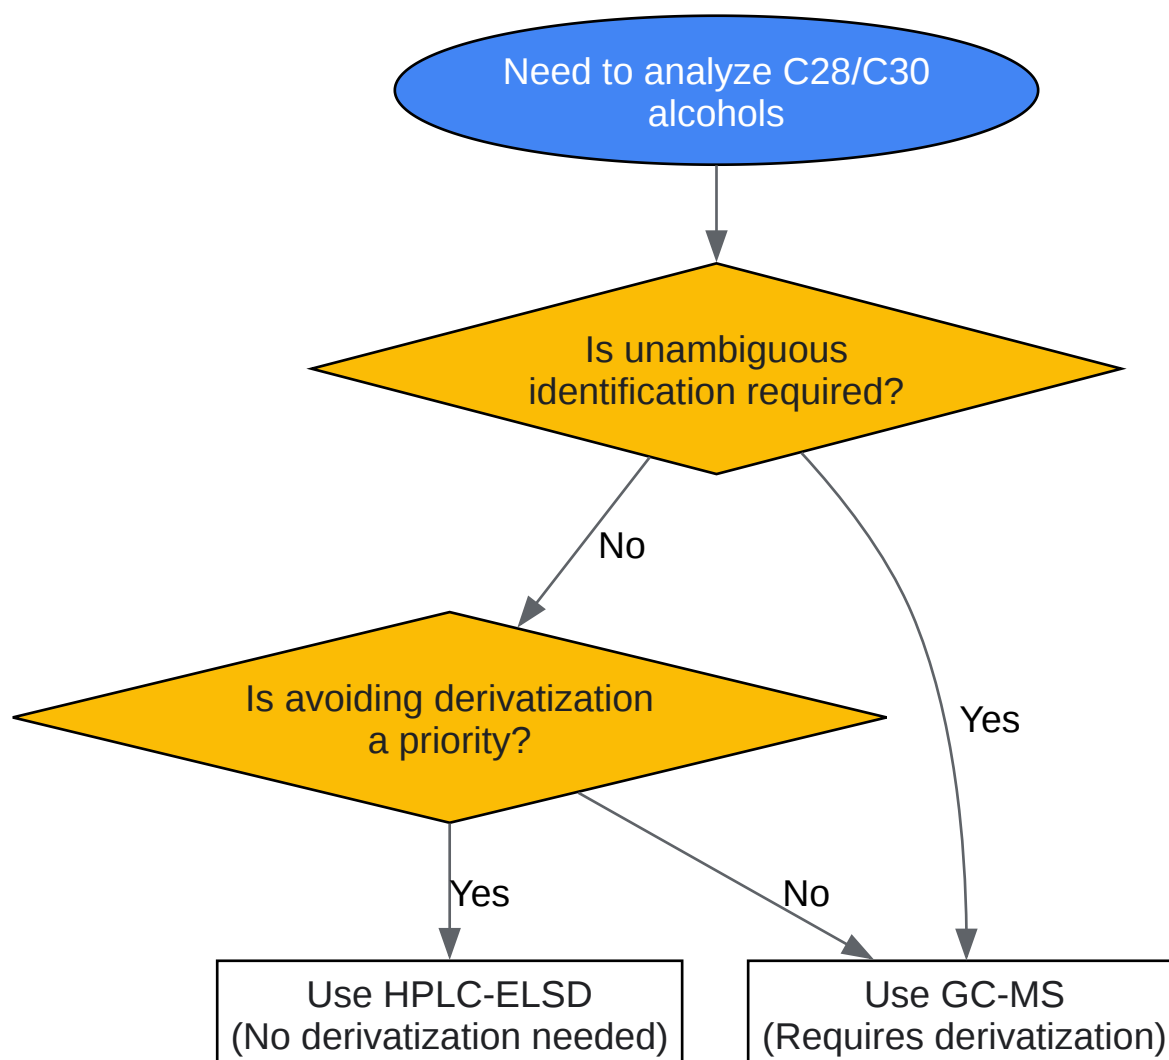 Need to analyze C28/C30
alcohols
Is unambiguous
identification required?
No
Yes
Is avoiding derivatization
a priority?
Yes
No
Use HPLC-ELSD
(No derivatization needed)
Use GC-MS
(Requires derivatization)